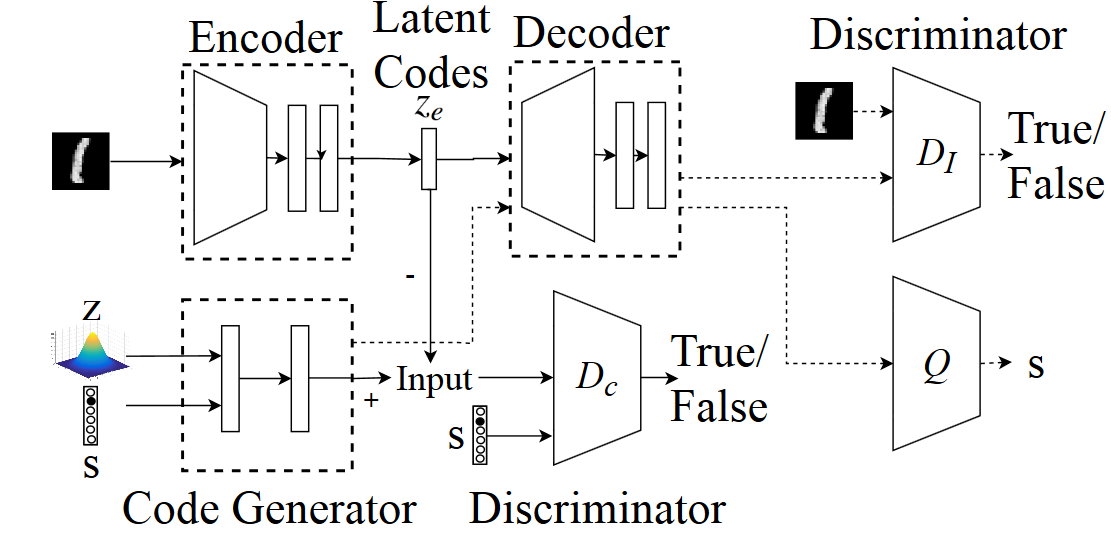 Encoder
Latent
Codes
z_e
Decoder
Discriminator
D_I
True/
False
-
z
s
+
Input
s
D_c
True/
False
Q
s
Code Generator
Discriminator